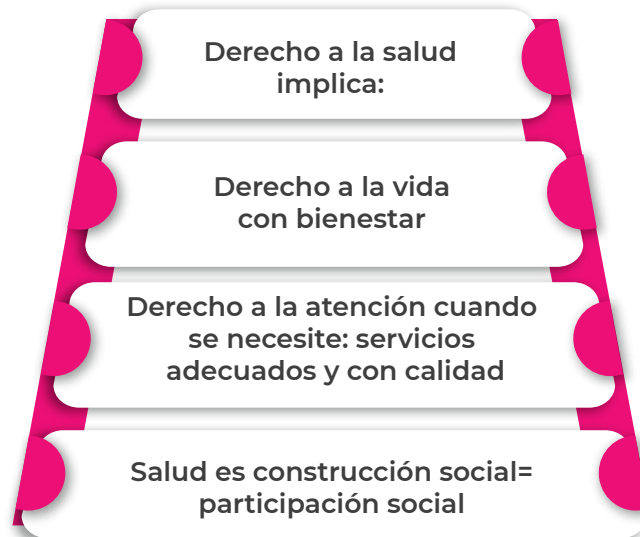 Derecho a la salud
implica:
Derecho a la vida
con bienestar
Derecho a la atención cuando
se necesite: servicios
adecuados y con calidad
Salud es construcción social=
participación social